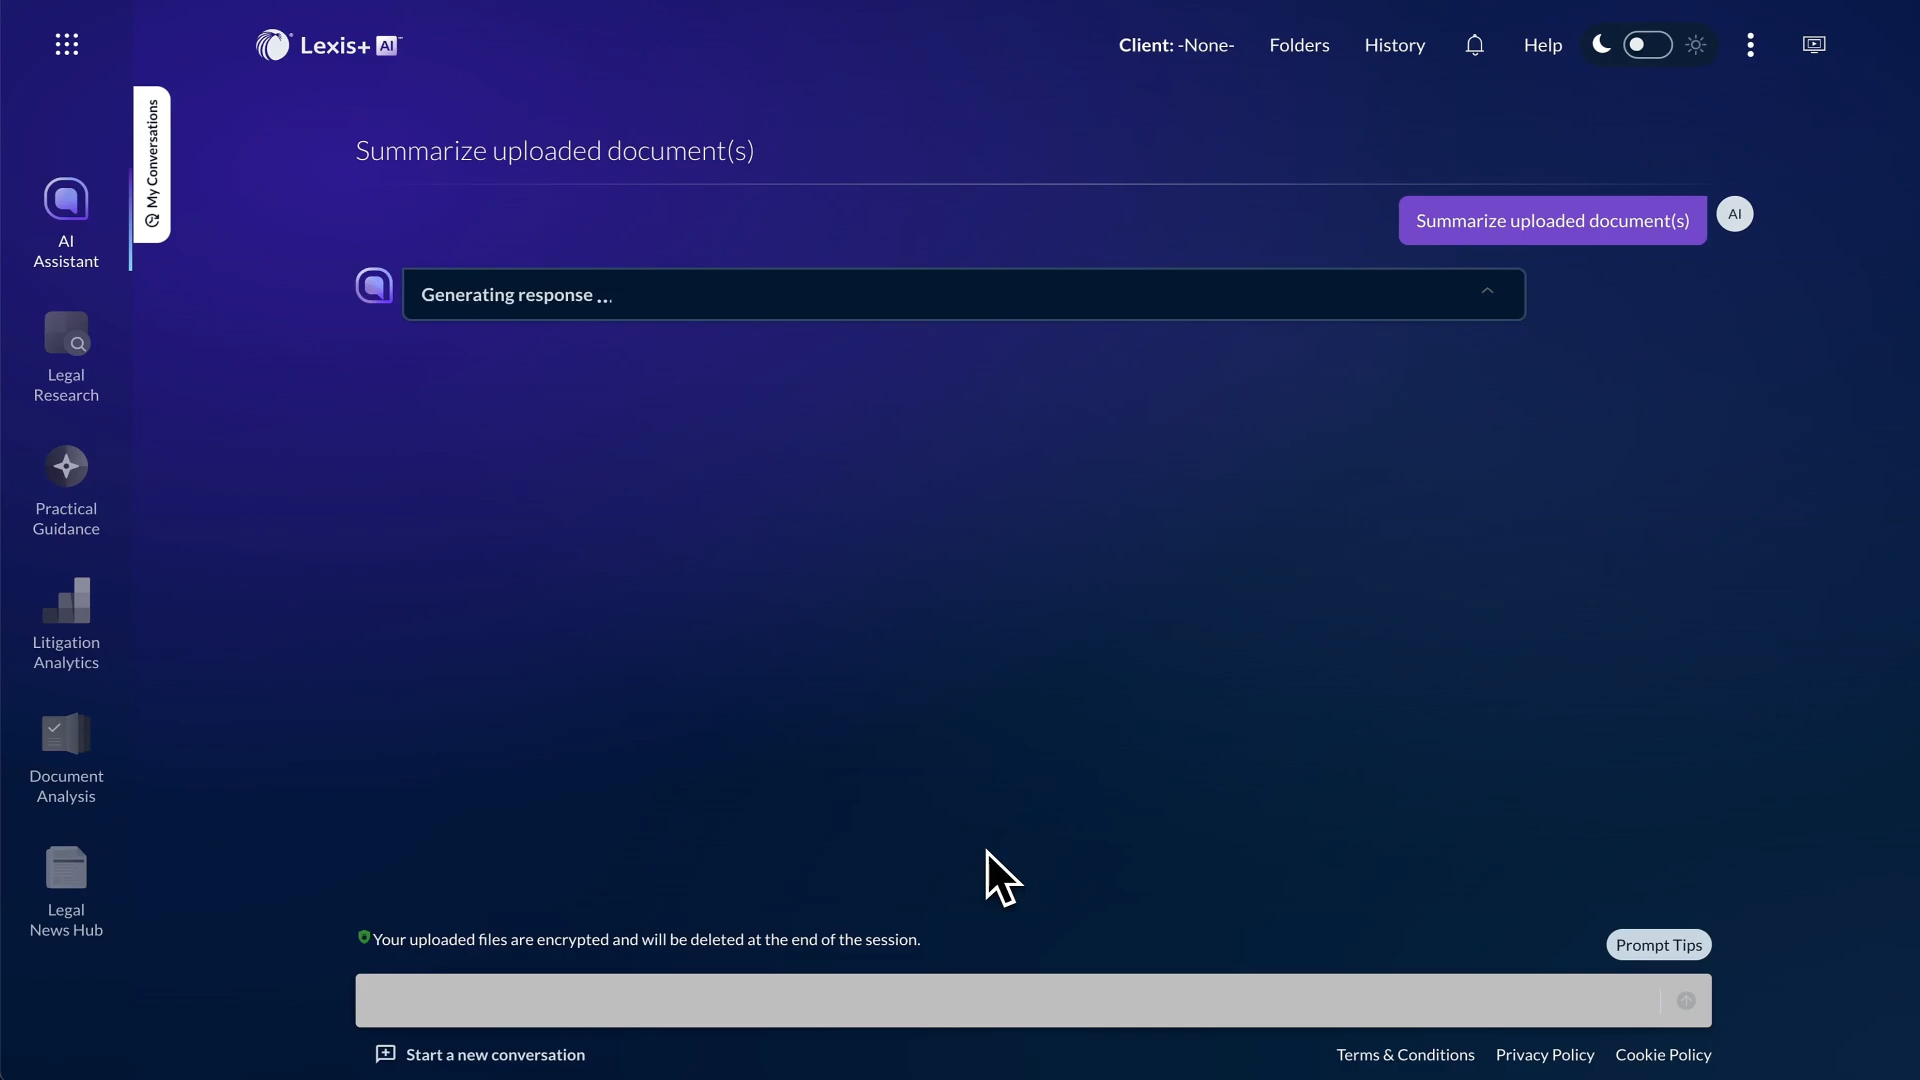 Lexis+ AI™
Client: -None-
Folders
History
Help
My Conversations
Summarize uploaded document(s)
Summarize uploaded document(s)
AI
Generating response ...
AI
Assistant
Legal
Research
Practical
Guidance
Litigation
Analytics
Document
Analysis
Legal
News Hub
Your uploaded files are encrypted and will be deleted at the end of the session.
Prompt Tips
Start a new conversation
Terms & Conditions
Privacy Policy
Cookie Policy